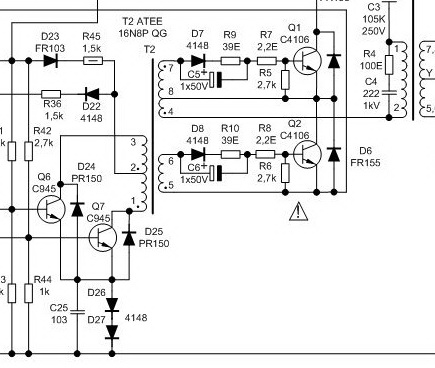 T2 ATEE
16N8P QG
T2
D23
FR103
R45
1,5k
R36
1,5k
D22
4148
D7
4148
R9
39E
R7
2,2E
Q1
C4106
C5+
1x50V
R5
2,7k
7
8
4
C3
105K
250V
R4
100E
C4
222
1kV
1
2
7,
Y
5,
R42
2,7k
D24
PR150
Q6
C945
Q7
C945
3
2
1
D25
PR150
D8
4148
R10
39E
R8
2,2E
Q2
C4106
C6+
1x50V
R6
2,7k
6
5
D6
FR155
R44
1k
C25
103
D26
D27
4148